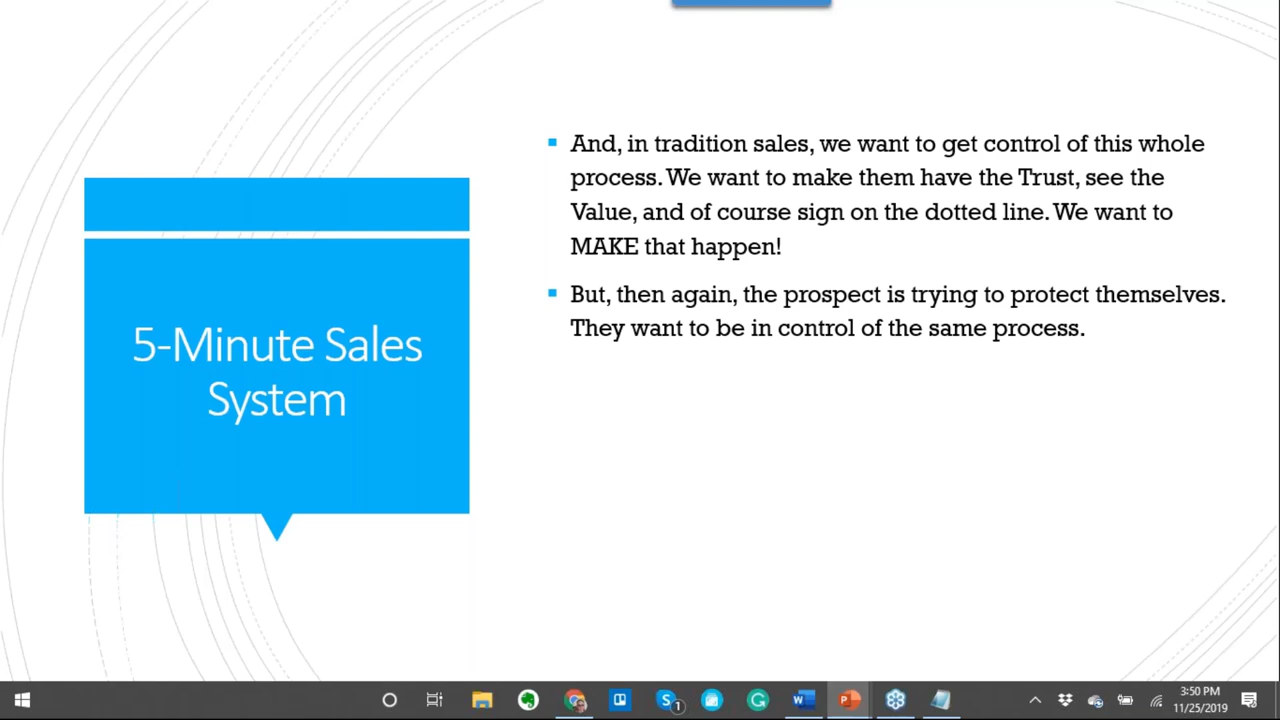 And, in tradition sales, we want to get control of this whole
process. We want to make them have the Trust, see the
Value, and of course sign on the dotted line. We want to
MAKE that happen!
But, then again, the prospect is trying to protect themselves.
They want to be in control of the same process.
5-Minute Sales
System
1
3:50 PM
11/25/2019